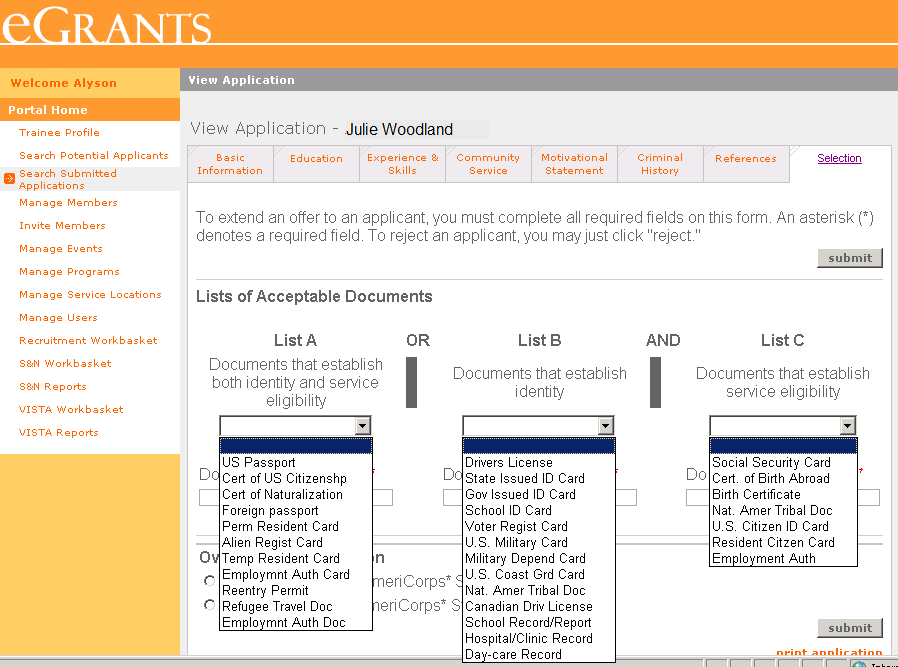 eGRANTS
Welcome Alyson
Portal Home
Trainee Profile
Search Potential Applicants
Search Submitted
Applications
Manage Members
Invite Members
Manage Events
Manage Programs
Manage Service Locations
Manage Users
Recruitment Workbasket
S&N Workbasket
S&N Reports
VISTA Workbasket
VISTA Reports
View Application
View Application - Julie Woodland
Basic
Information
Education
Experience &
Skills
Community
Service
Motivational
Statement
Criminal
History
References
Selection
To extend an offer to an applicant, you must complete all required fields on this form. An asterisk (*)
denotes a required field. To reject an applicant, you may just click "reject."
submit
Lists of Acceptable Documents
List A
Documents that establish
both identity and service
eligibility
OR
List B
Documents that establish
identity
AND
List C
Documents that establish
service eligibility
US Passport
Cert of US Citizenshp
Cert of Naturalization
Foreign passport
Perm Resident Card
Alien Regist Card
Temp Resident Card
Employmnt Auth Card
Reentry Permit
Refugee Travel Doc
Employmnt Auth Doc
Drivers License
State Issued ID Card
Gov Issued ID Card
School ID Card
Voter Regist Card
U.S. Military Card
Military Depend Card
U.S. Coast Grd Card
Nat. Amer Tribal Doc
Canadian Driv License
School Record/Report
Hospital/Clinic Record
Day-care Record
Social Security Card
Cert. of Birth Abroad
Birth Certificate
Nat. Amer Tribal Doc
U.S. Citizen ID Card
Resident Citzen Card
Employment Auth
Do *
Do *
Do *
Ov on
meriCorps* S
meriCorps* S
submit
print application